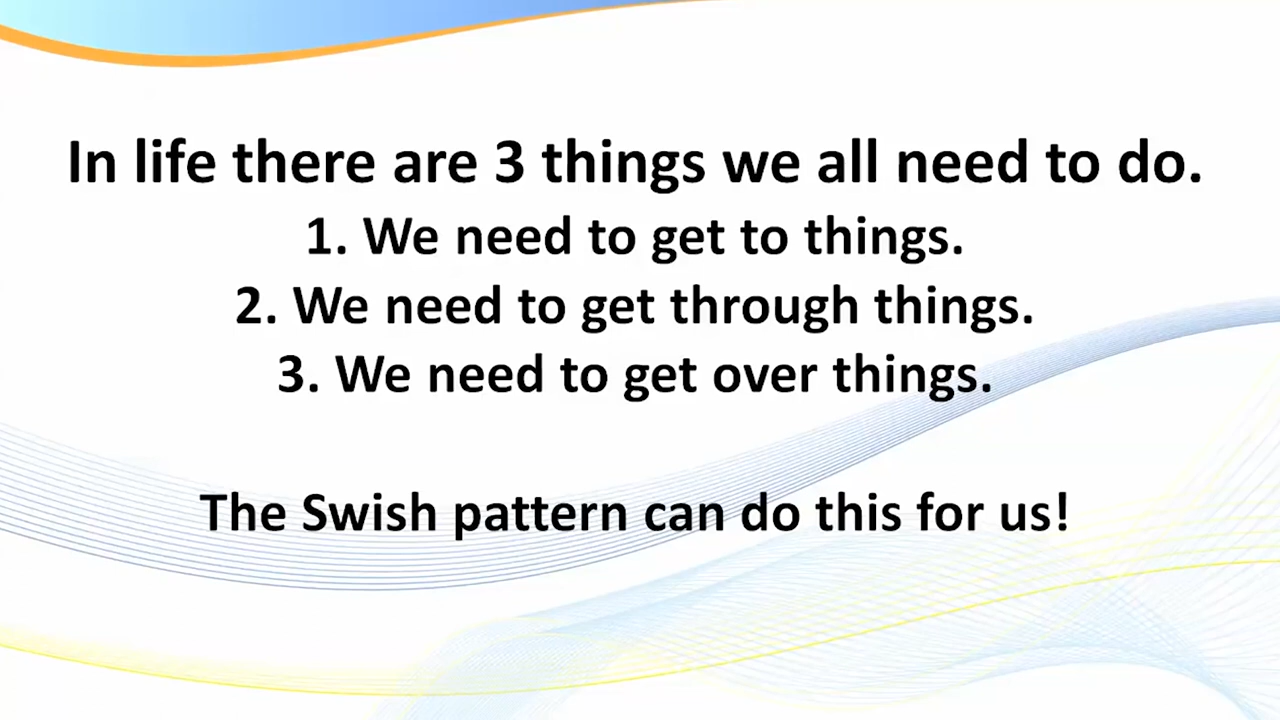 In life there are 3 things we all need to do.
1. We need to get to things.
2. We need to get through things.
3. We need to get over things.
The Swish pattern can do this for us!